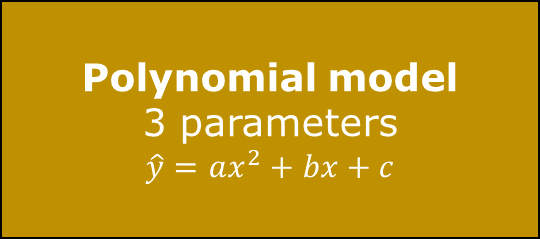 Polynomial model
3 parameters
ŷ = ax² + bx + c